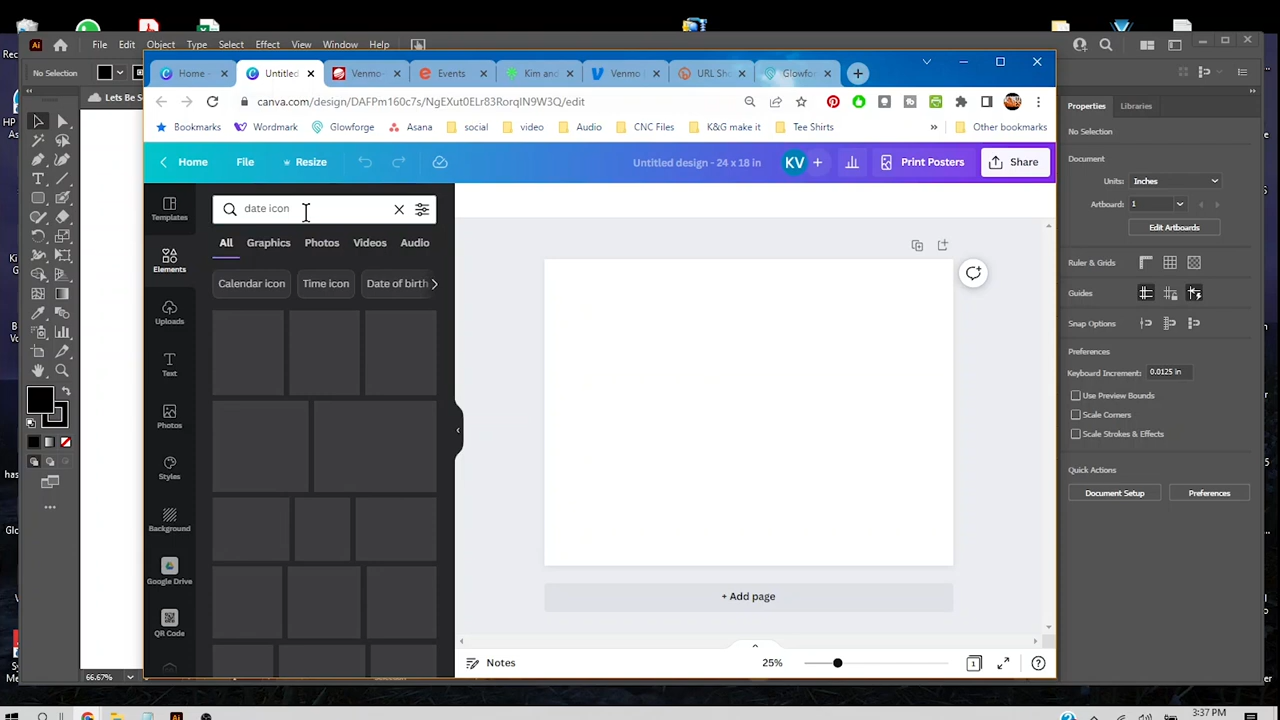 Ai
File Edit Object Type Select Effect View Window Help
No Selection
Lets Be S
Home
Untitled
Venmo
Events
Kim and
Venmo
URL Sho
Glowfor
canva.com/design/DAFPm160c7s/NgEXut0ELr83RorqIN9W3Q/edit
Bookmarks Wordmark Glowforge Asana social video Audio CNC Files K&G make it Tee Shirts » Other bookmarks
Home File Resize Untitled design - 24 x 18 in KV + Print Posters Share
Templates
Elements
Uploads
Text
Photos
Styles
Background
Google Drive
QR Code
date icon
All Graphics Photos Videos Audio
Calendar icon Time icon Date of birth
+ Add page
Notes 25% 1
Properties Libraries
No Selection
Document
Units: Inches
Artboard: 1
Edit Artboards
Ruler & Grids
Guides
Snap Options
Preferences
Keyboard Increment: 0.0125 in
Use Preview Bounds
Scale Corners
Scale Strokes & Effects
Quick Actions
Document Setup Preferences
66.67%
3:37 PM